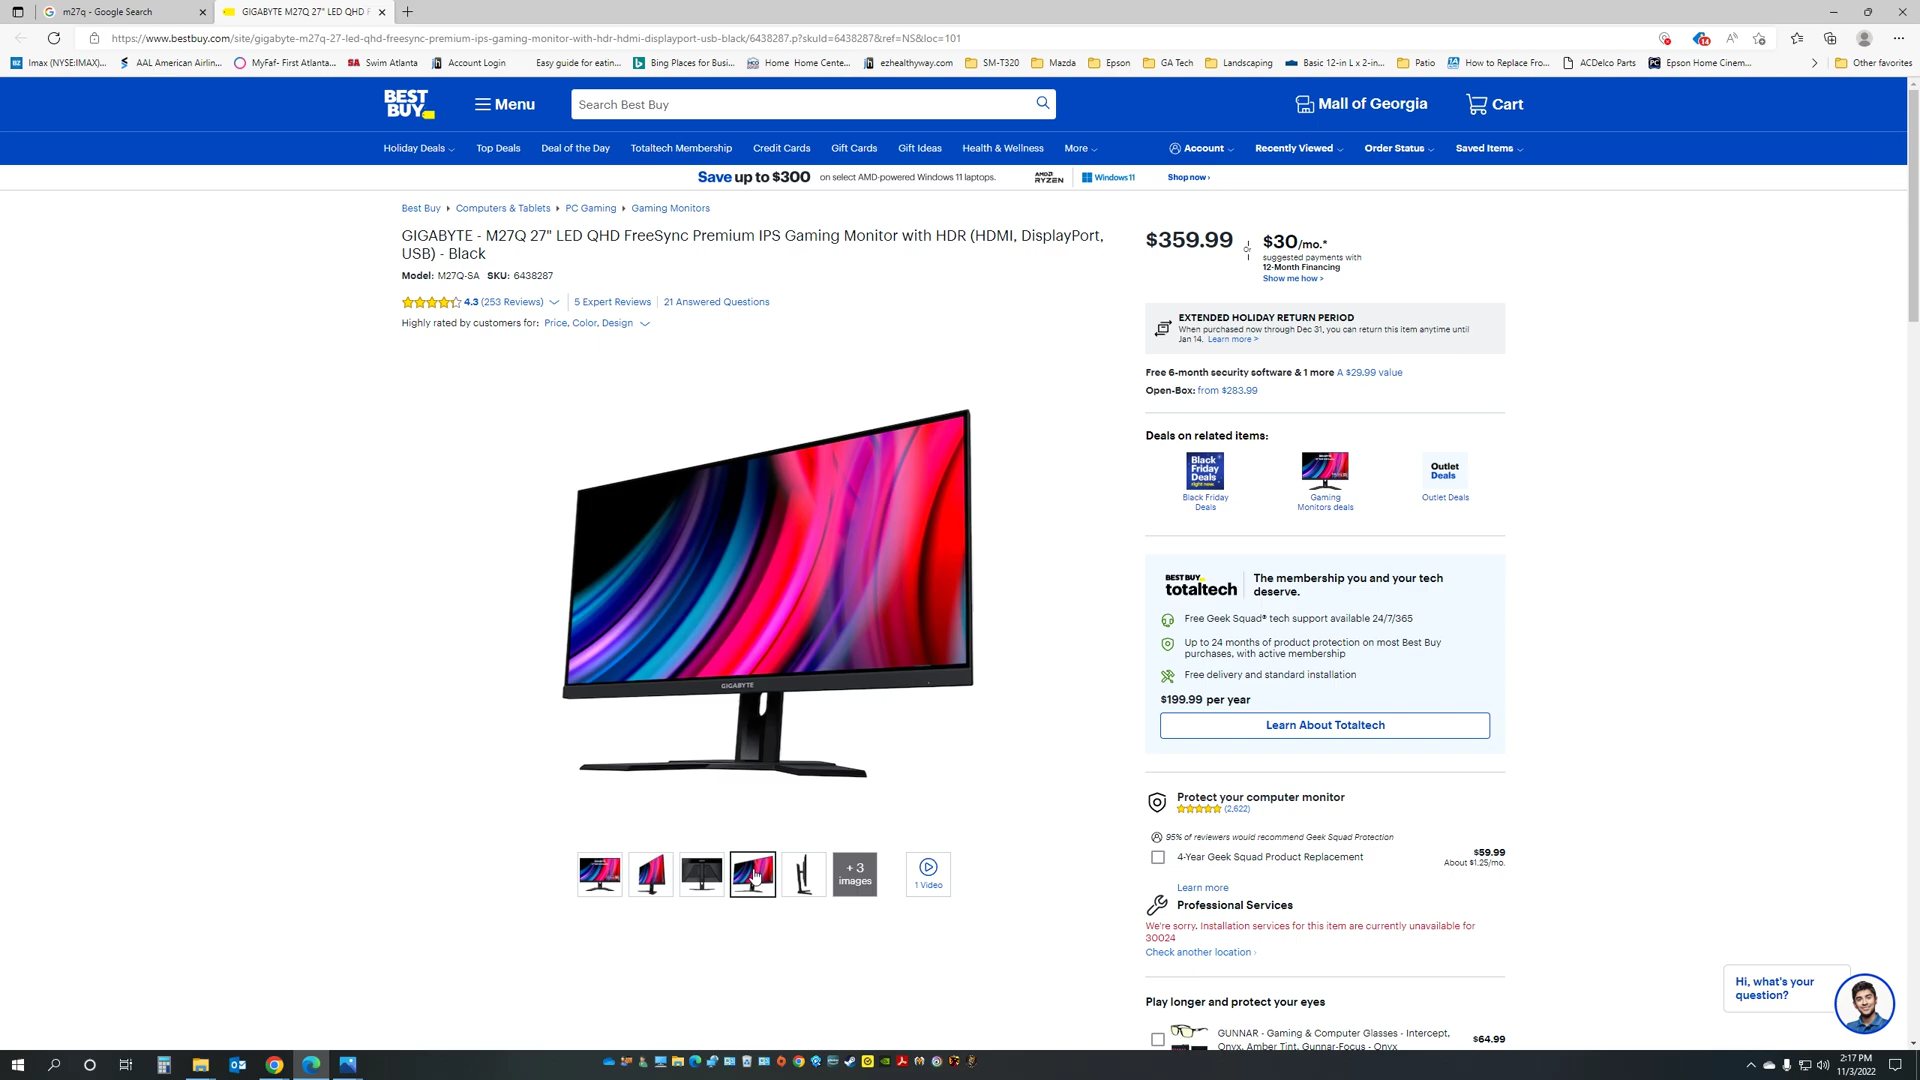 m27q - Google Search
GIGABYTE M27Q 27" LED QHD F
https://www.bestbuy.com/site/gigabyte-m27q-27-led-qhd-freesync-premium-ips-gaming-monitor-with-hdr-hdmi-displayport-usb-black/6438287.p?skuId=6438287&ref=NS&loc=101
14
Imax (NYSE:IMAX)...
AAL American Airlin...
MyFaf- First Atlanta...
Swim Atlanta
Account Login
Easy guide for eatin...
Bing Places for Busi...
Home Home Cente...
ezhealthyway.com
SM-T320
Mazda
Epson
GA Tech
Landscaping
Basic 12-in L x 2-in...
Patio
How to Replace Fro...
ACDelco Parts
Epson Home Cinem...
Other favorites
BEST BUY
Menu
Search Best Buy
Mall of Georgia
Cart
Holiday Deals
Top Deals
Deal of the Day
Totaltech Membership
Credit Cards
Gift Cards
Gift Ideas
Health & Wellness
More
Account
Recently Viewed
Order Status
Saved Items
Save up to $300 on select AMD-powered Windows 11 laptops.
AMD RYZEN
Windows 11
Shop now ›
Best Buy
Computers & Tablets
PC Gaming
Gaming Monitors
GIGABYTE - M27Q 27" LED QHD FreeSync Premium IPS Gaming Monitor with HDR (HDMI, DisplayPort,
USB) - Black
Model: M27Q-SA SKU: 6438287
4.3 (253 Reviews)
5 Expert Reviews
21 Answered Questions
Highly rated by customers for: Price, Color, Design
GIGABYTE
+ 3
images
1 Video
$359.99
Or
$30/mo.*
suggested payments with
12-Month Financing
Show me how >
EXTENDED HOLIDAY RETURN PERIOD
When purchased now through Dec 31, you can return this item anytime until
Jan 14. Learn more >
Free 6-month security software & 1 more A $29.99 value
Open-Box: from $283.99
Deals on related items:
Black
Friday
Deals
right now
Black Friday
Deals
Gaming
Monitors deals
Outlet
Deals
Outlet Deals
BEST BUY
totaltech
The membership you and your tech
deserve.
Free Geek Squad® tech support available 24/7/365
Up to 24 months of product protection on most Best Buy
purchases, with active membership
Free delivery and standard installation
$199.99 per year
Learn About Totaltech
Protect your computer monitor
(2,622)
95% of reviewers would recommend Geek Squad Protection
4-Year Geek Squad Product Replacement
$59.99
About $1.25/mo.
Learn more
Professional Services
We're sorry. Installation services for this item are currently unavailable for
30024
Check another location ›
Play longer and protect your eyes
GUNNAR - Gaming & Computer Glasses - Intercept,
Onyx, Amber Tint, Gunnar-Focus - Onyx
$64.99
Hi, what's your
question?
2:17 PM
11/3/2022